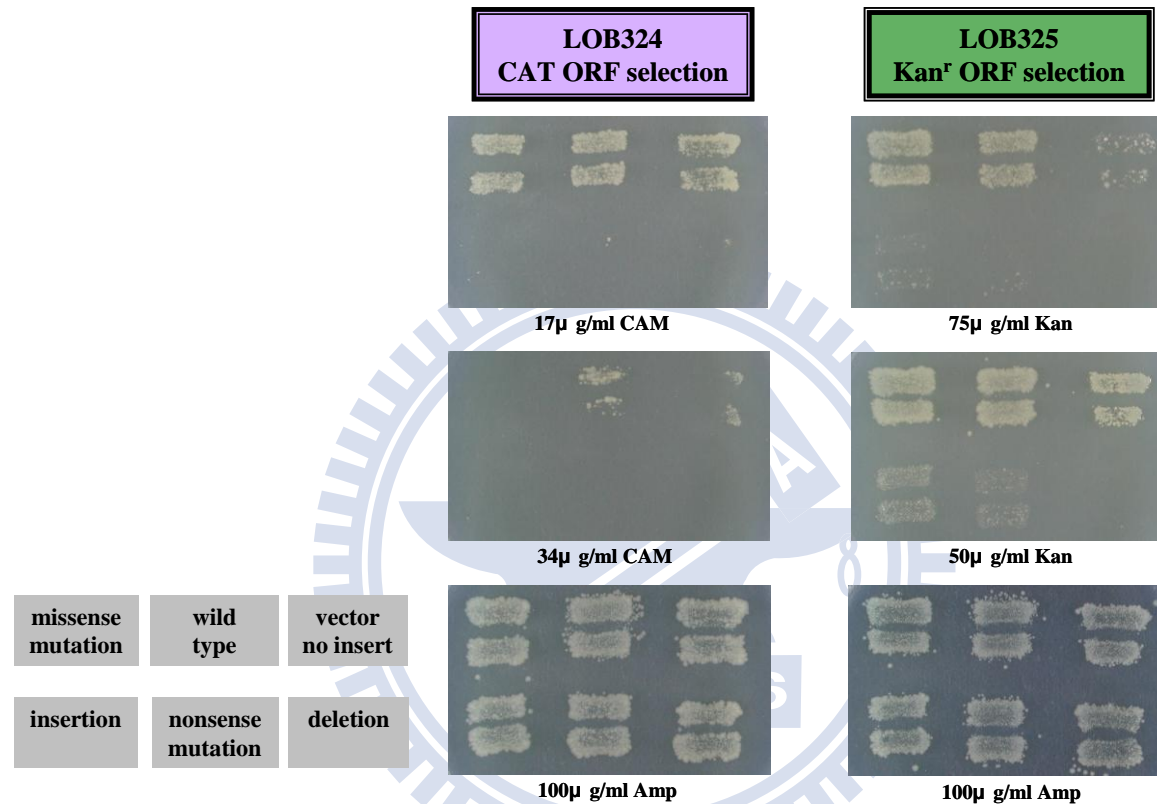 LOB324
CAT ORF selection
LOB325
Kanʳ ORF selection
17μ g/ml CAM
75μ g/ml Kan
34μ g/ml CAM
50μ g/ml Kan
missense
mutation
wild
type
vector
no insert
insertion
nonsense
mutation
deletion
100μ g/ml Amp
100μ g/ml Amp